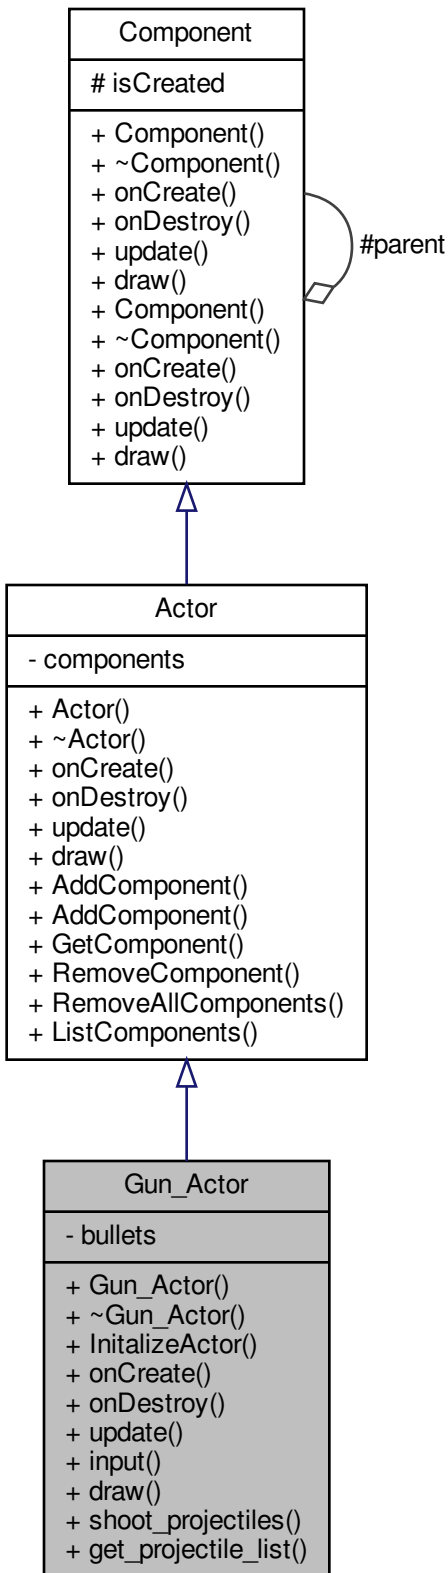 Component
# isCreated
+ Component()
+ ~Component()
+ onCreate()
+ onDestroy()
+ update()
+ draw()
+ Component()
+ ~Component()
+ onCreate()
+ onDestroy()
+ update()
+ draw()
#parent
Actor
- components
+ Actor()
+ ~Actor()
+ onCreate()
+ onDestroy()
+ update()
+ draw()
+ AddComponent()
+ AddComponent()
+ GetComponent()
+ RemoveComponent()
+ RemoveAllComponents()
+ ListComponents()
Gun_Actor
- bullets
+ Gun_Actor()
+ ~Gun_Actor()
+ InitalizeActor()
+ onCreate()
+ onDestroy()
+ update()
+ input()
+ draw()
+ shoot_projectiles()
+ get_projectile_list()